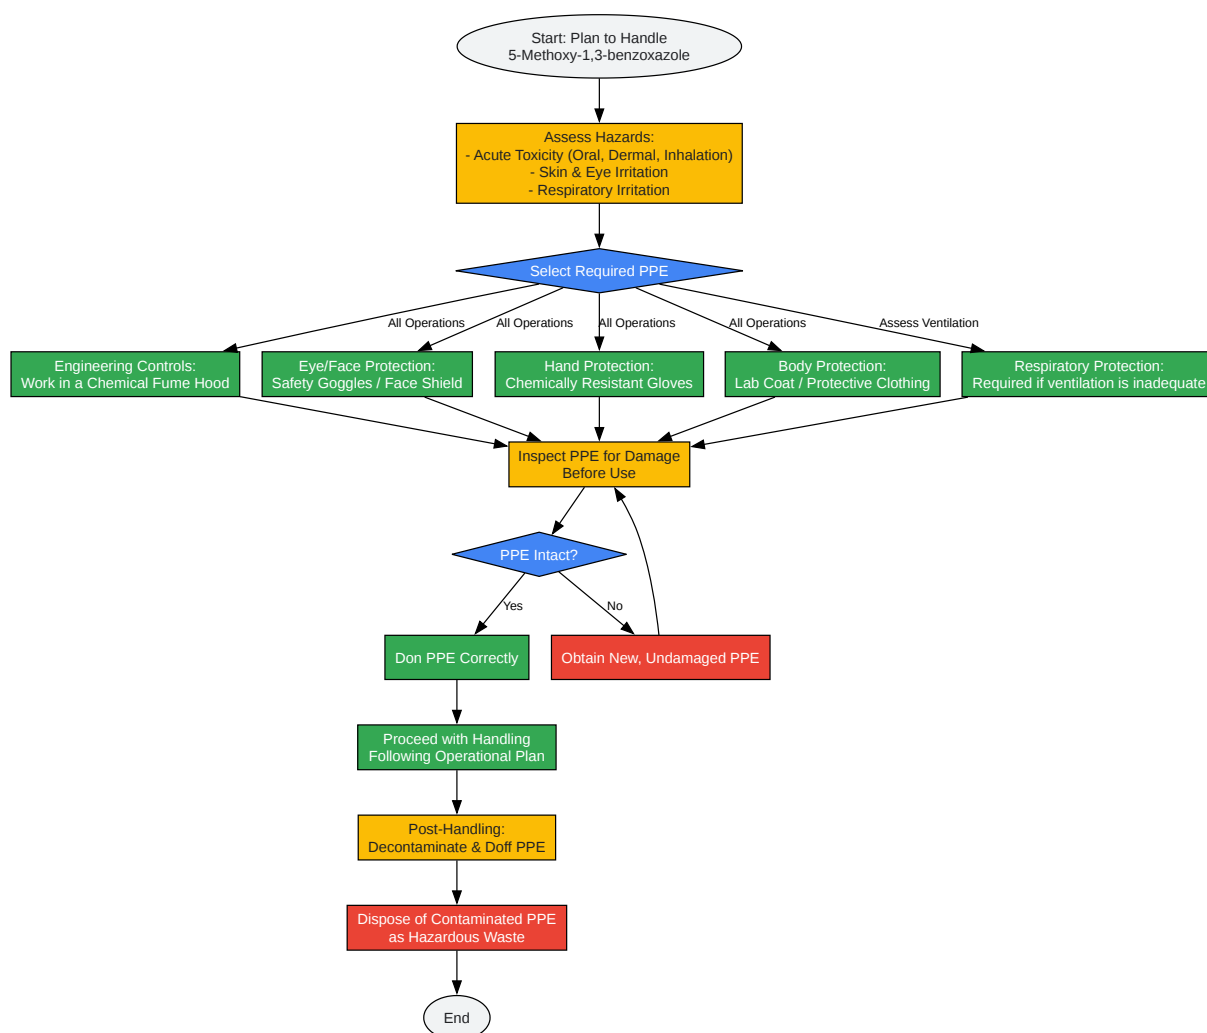 Start: Plan to Handle
5-Methoxy-1,3-benzoxazole
Assess Hazards:
- Acute Toxicity (Oral, Dermal, Inhalation)
- Skin & Eye Irritation
- Respiratory Irritation
Select Required PPE
All Operations
All Operations
All Operations
All Operations
Assess Ventilation
Engineering Controls:
Work in a Chemical Fume Hood
Eye/Face Protection:
Safety Goggles / Face Shield
Hand Protection:
Chemically Resistant Gloves
Body Protection:
Lab Coat / Protective Clothing
Respiratory Protection:
Required if ventilation is inadequate
Inspect PPE for Damage
Before Use
PPE Intact?
Yes
No
Don PPE Correctly
Obtain New, Undamaged PPE
Proceed with Handling
Following Operational Plan
Post-Handling:
Decontaminate & Doff PPE
Dispose of Contaminated PPE
as Hazardous Waste
End